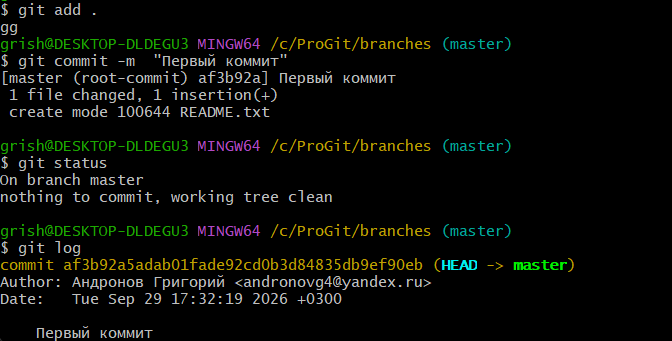 $ git add .
gg
grish@DESKTOP-DLDEGU3 MINGW64 /c/ProGit/branches (master)
$ git commit -m  "Первый коммит"
[master (root-commit) af3b92a] Первый коммит
 1 file changed, 1 insertion(+)
 create mode 100644 README.txt

grish@DESKTOP-DLDEGU3 MINGW64 /c/ProGit/branches (master)
$ git status
On branch master
nothing to commit, working tree clean

grish@DESKTOP-DLDEGU3 MINGW64 /c/ProGit/branches (master)
$ git log
commit af3b92a5adab01fade92cd0b3d84835db9ef90eb (HEAD -> master)
Author: Андронов Григорий <andronovg4@yandex.ru>
Date:   Tue Sep 29 17:32:19 2026 +0300

    Первый коммит